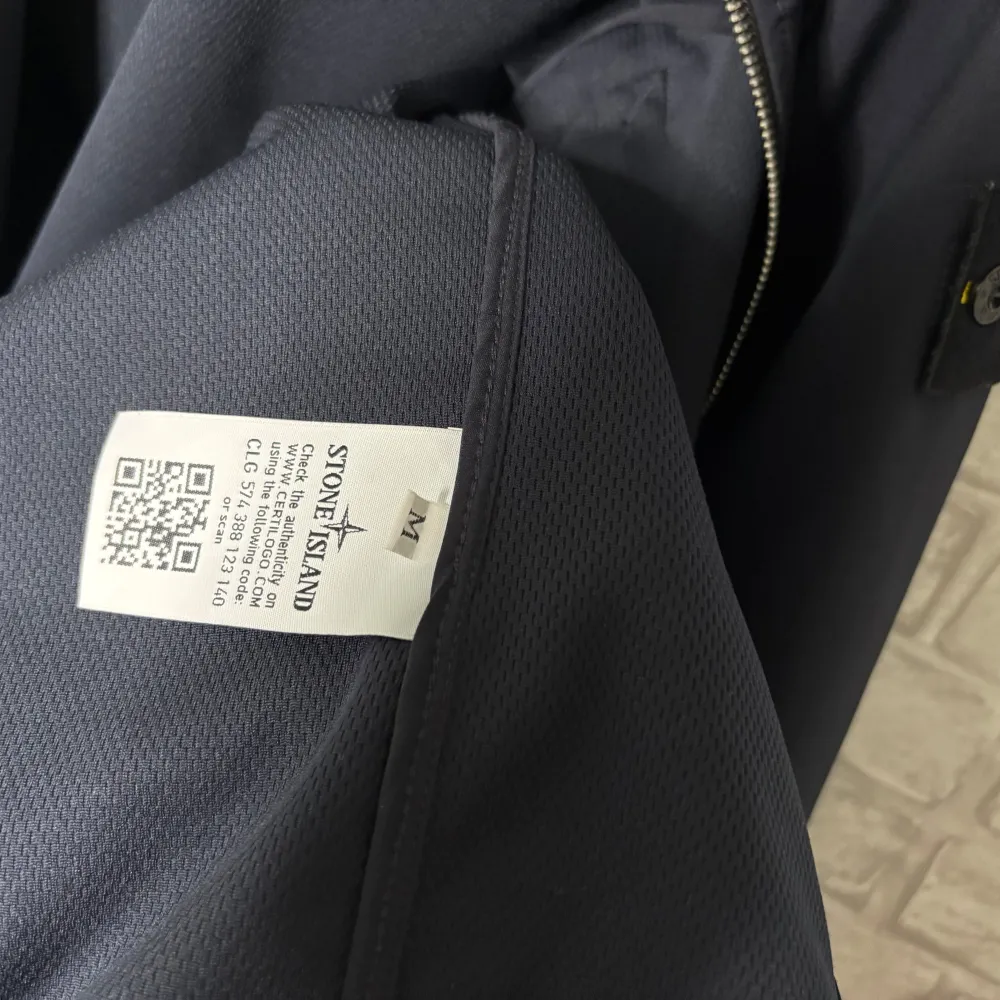 M
STONE ISLAND
Check the authenticity on
WWW.CERTILOGO.COM
using the following code:
CLG 574 388 123 140
or scan